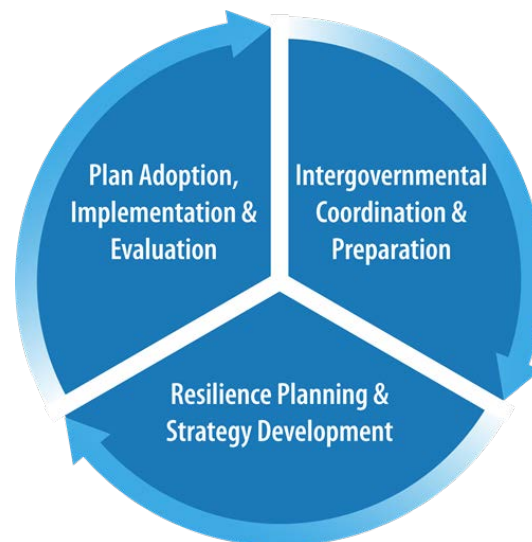 Plan Adoption,
Implementation &
Evaluation
Intergovernmental
Coordination &
Preparation
Resilience Planning &
Strategy Development